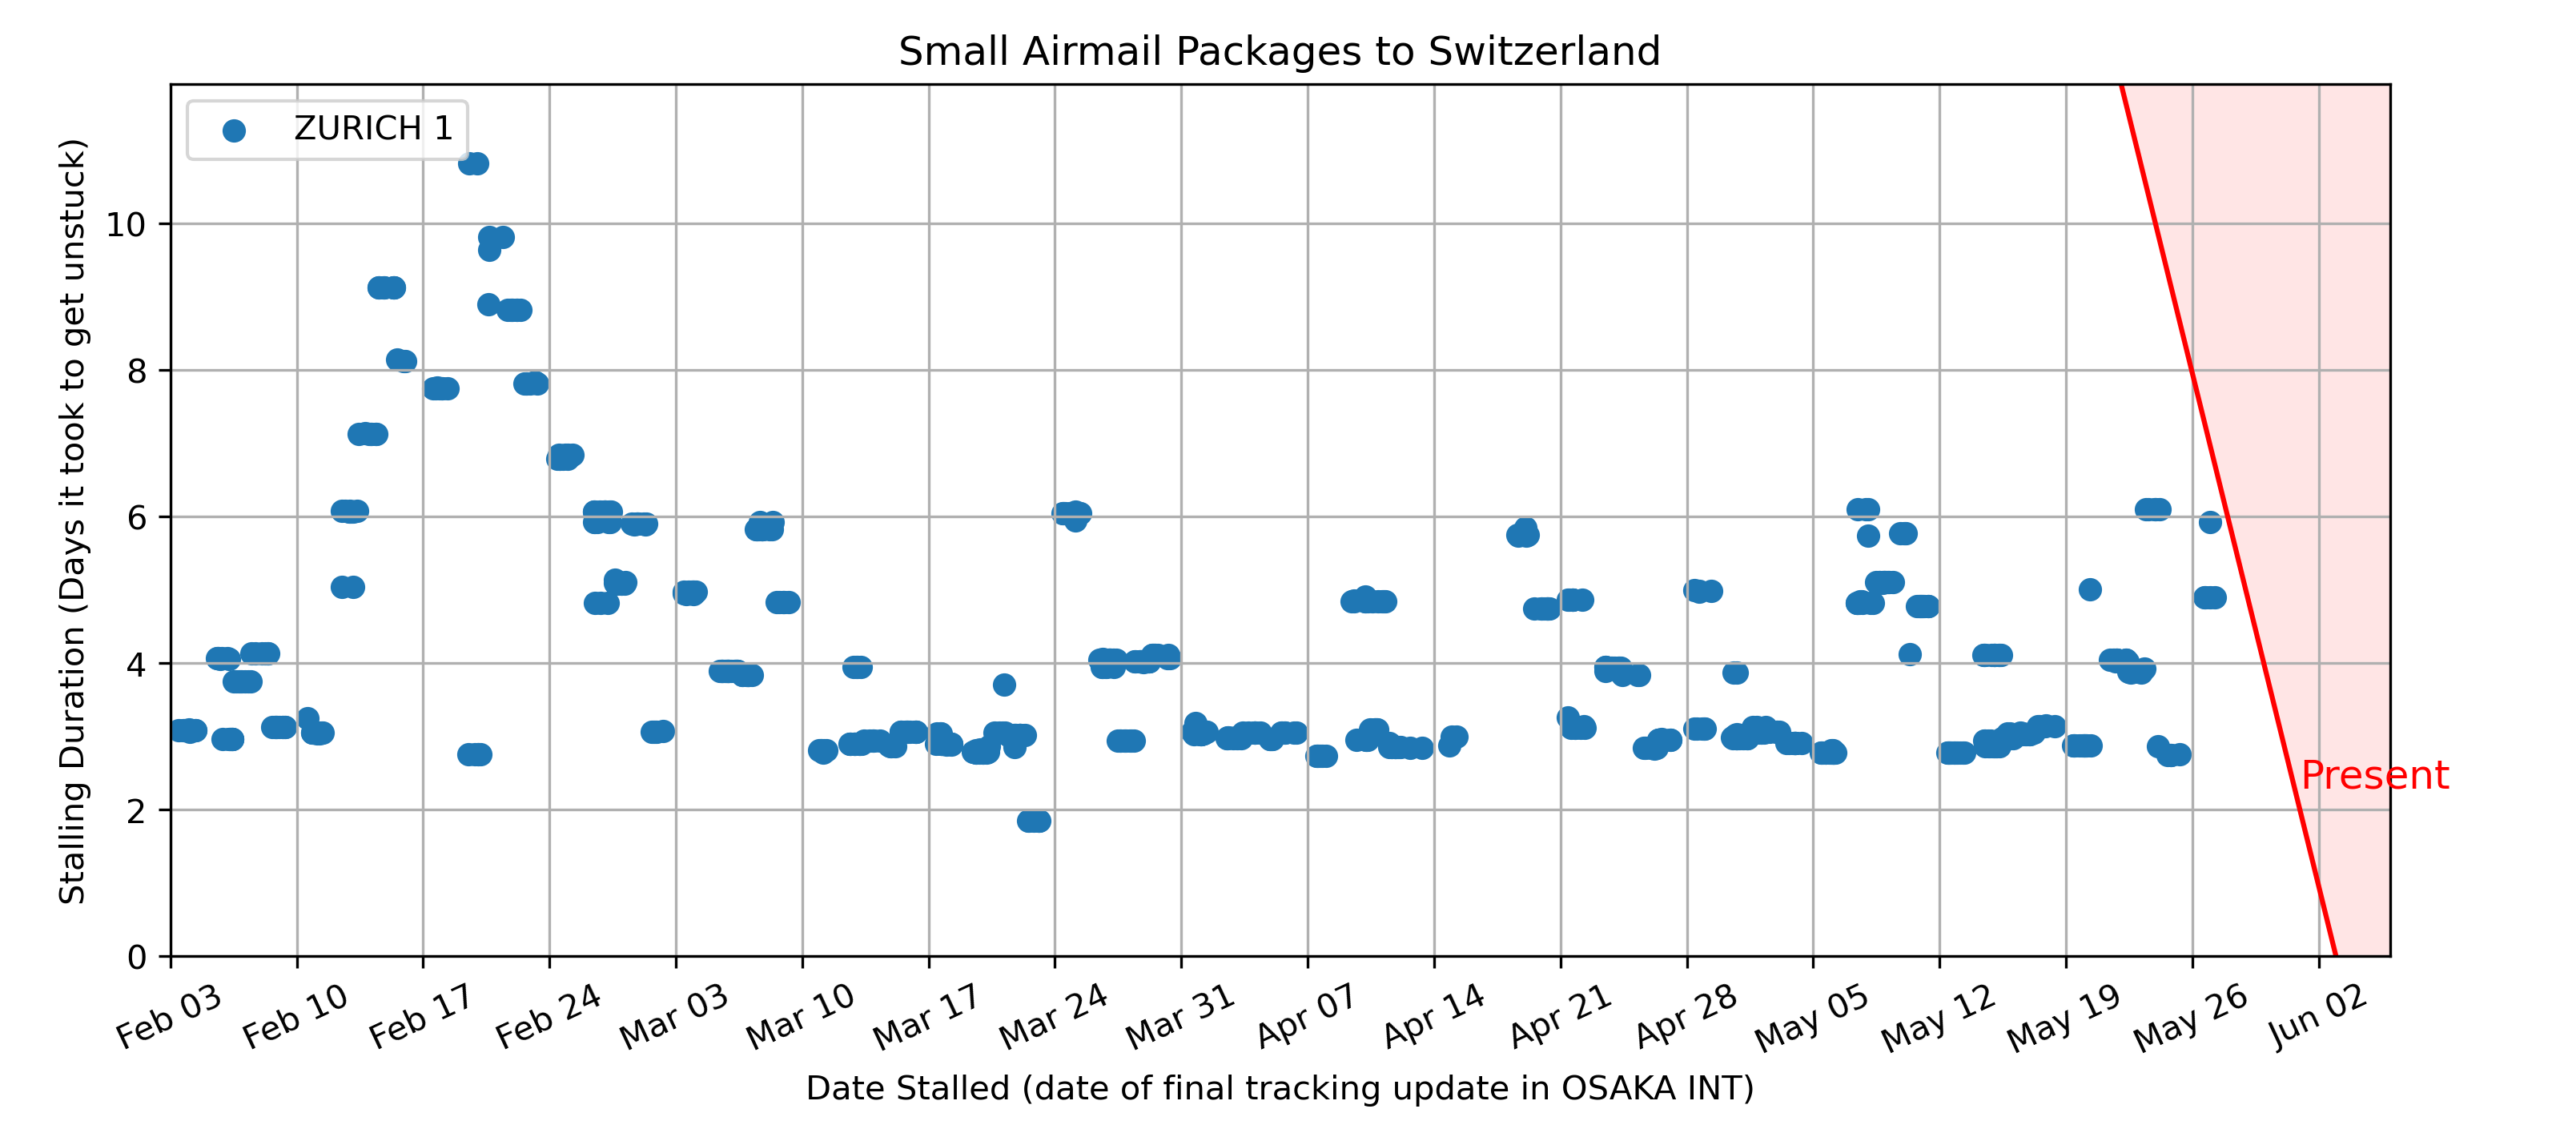 Small Airmail Packages to Switzerland
ZURICH 1
Stalling Duration (Days it took to get unstuck)
10
8
6
4
2
0
Present
Feb 03
Feb 10
Feb 17
Feb 24
Mar 03
Mar 10
Mar 17
Mar 24
Mar 31
Apr 07
Apr 14
Apr 21
Apr 28
May 05
May 12
May 19
May 26
Jun 02
Date Stalled (date of final tracking update in OSAKA INT)